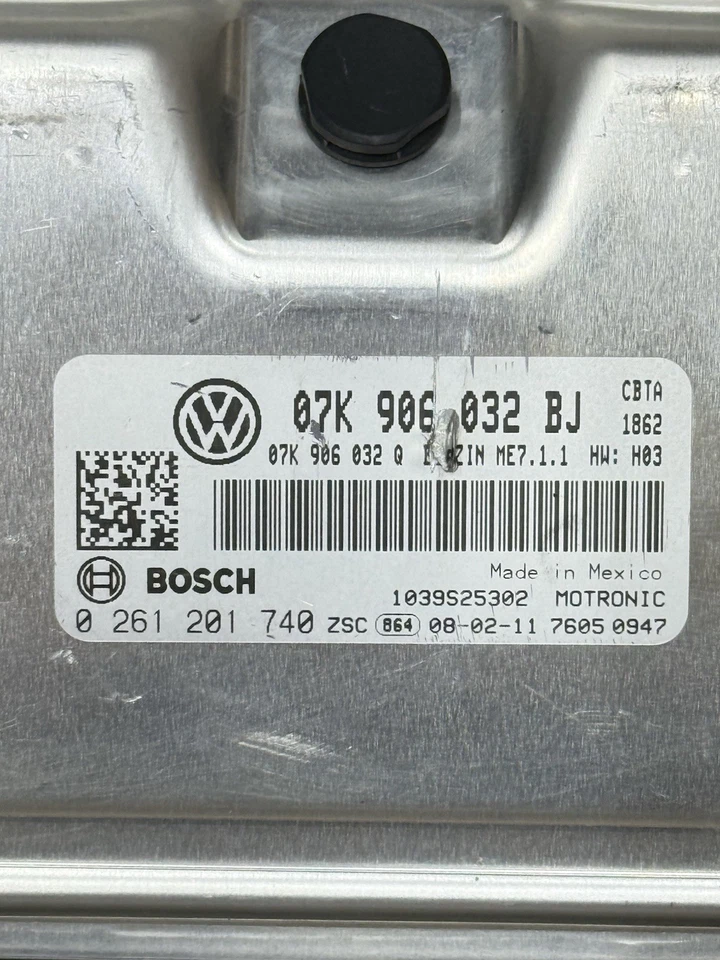 07K 906 032 BJ
CBTA
1862
07K 906 032 Q ME7.1.1 HW: H03
BOSCH
Made in Mexico
1039S25302 MOTRONIC
0 261 201 740 ZSC 864 08-02-11 7605 0947